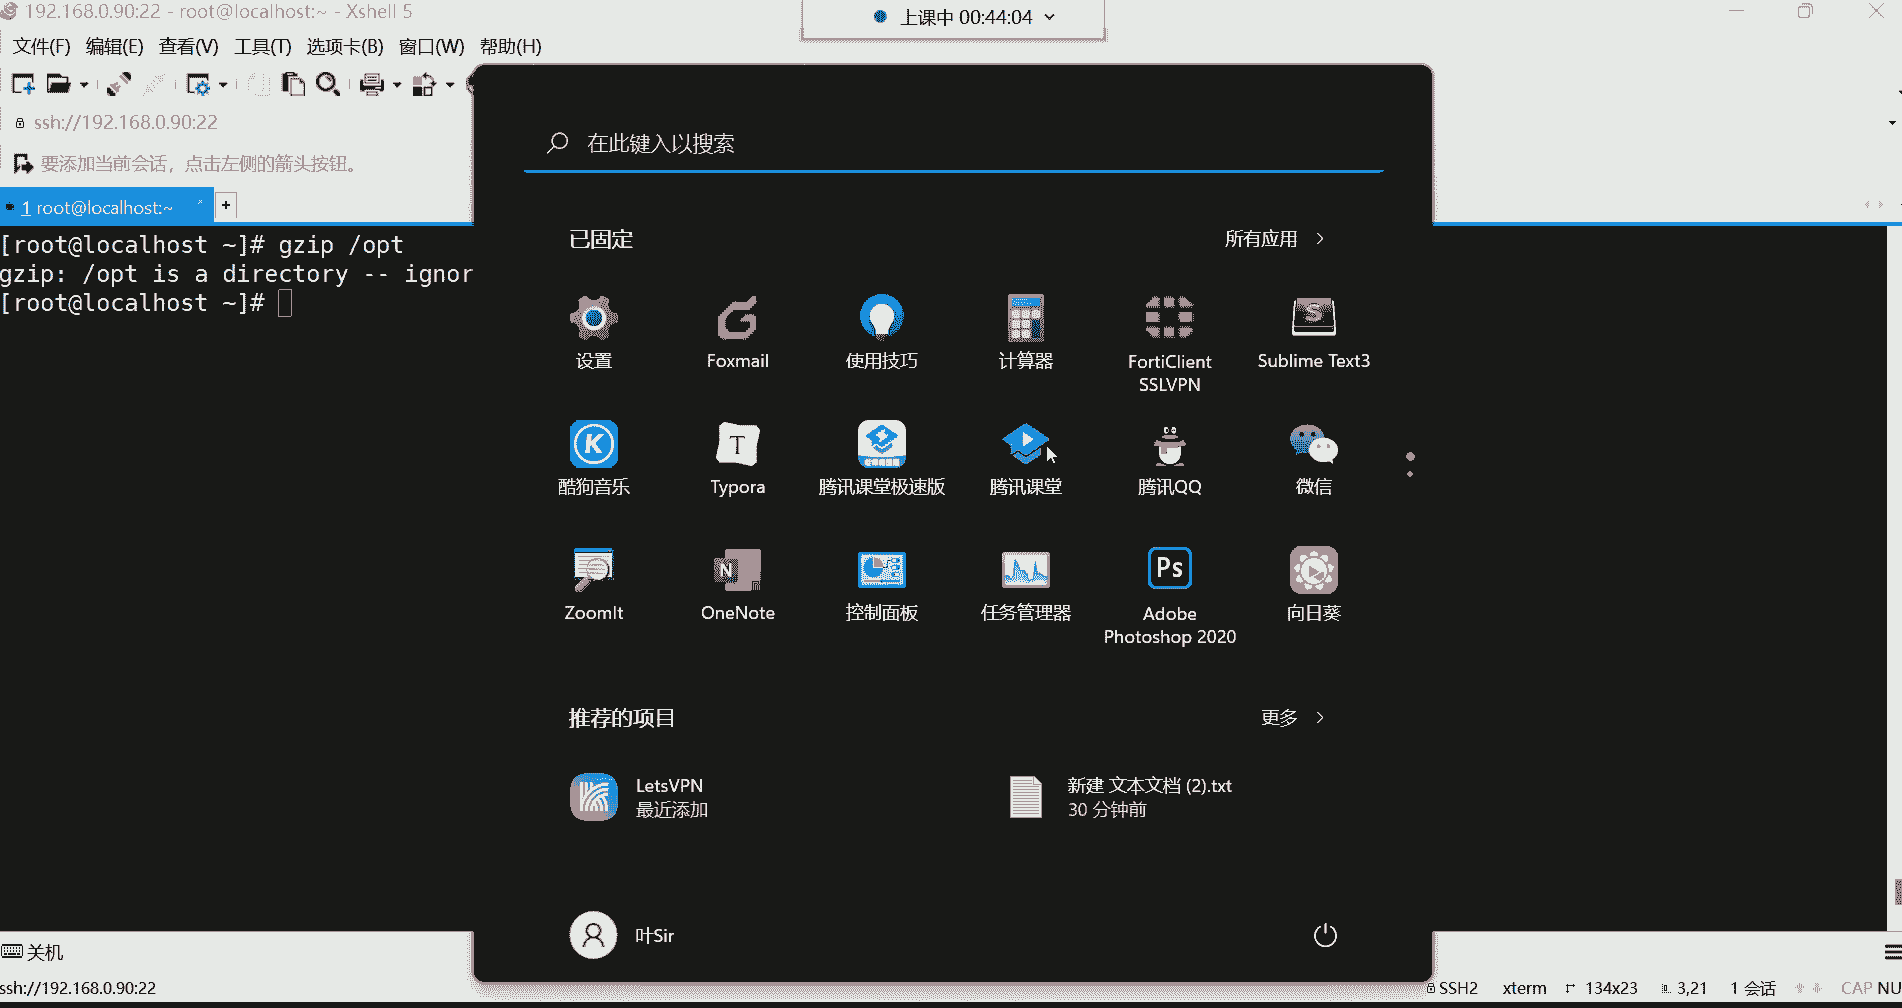 192.168.0.90:22 - root@localhost:~ - Xshell 5
上课中 00:44:04
文件(F) 编辑(E) 查看(V) 工具(T) 选项卡(B) 窗口(W) 帮助(H)
ssh://192.168.0.90:22
要添加当前会话，点击左侧的箭头按钮。
1 root@localhost:~
[root@localhost ~]# gzip /opt
gzip: /opt is a directory -- ignor
[root@localhost ~]#
在此键入以搜索
已固定
所有应用
设置
Foxmail
使用技巧
计算器
FortiClient
SSLVPN
Sublime Text3
酷狗音乐
Typora
腾讯课堂极速版
腾讯课堂
腾讯QQ
微信
ZoomIt
OneNote
控制面板
任务管理器
Adobe
Photoshop 2020
向日葵
推荐的项目
更多
LetsVPN
最近添加
新建 文本文档 (2).txt
30 分钟前
叶Sir
关机
ssh://192.168.0.90:22
SSH2 xterm 134x23 3,21 1 会话 CAP NU